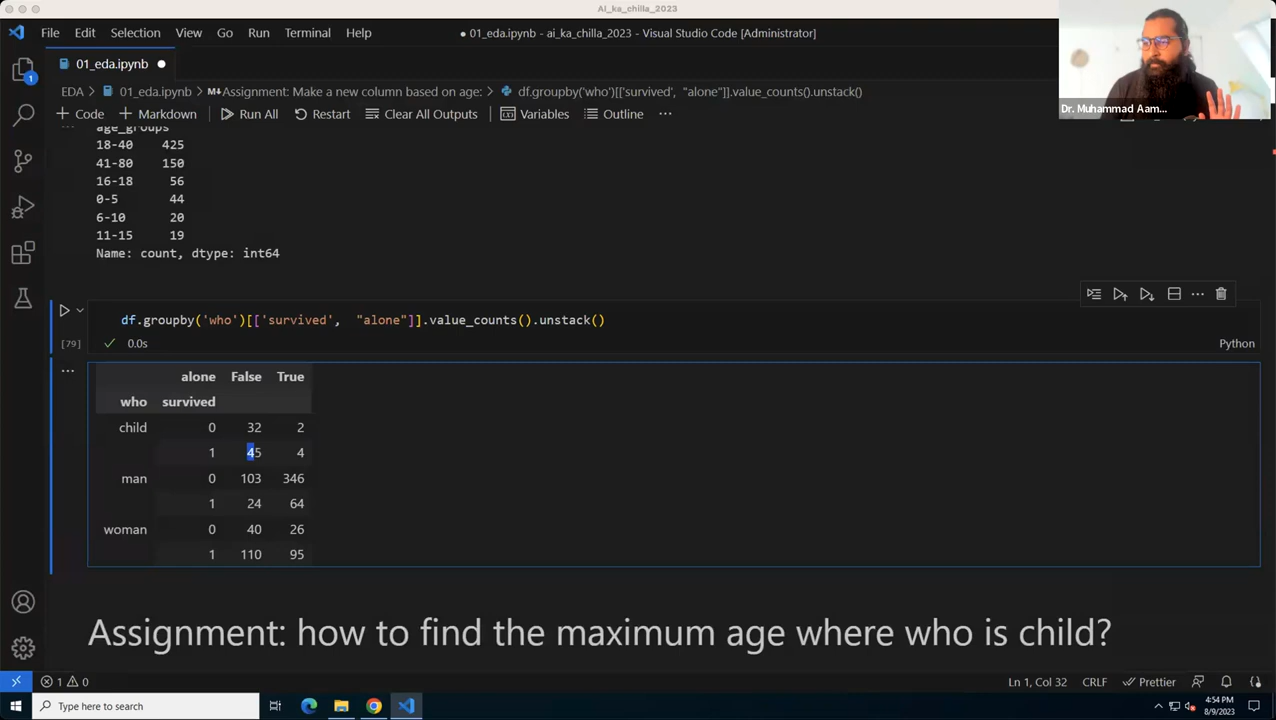 AI_ka_chilla_2023
File Edit Selection View Go Run Terminal Help
● 01_eda.ipynb - ai_ka_chilla_2023 - Visual Studio Code [Administrator]
01_eda.ipynb ●
EDA > 01_eda.ipynb > Assignment: Make a new column based on age: > df.groupby('who')[['survived', "alone"]].value_counts().unstack()
+ Code + Markdown Run All Restart Clear All Outputs Variables Outline ...
Dr. Muhammad Aam...
1
age_groups
18-40 425
41-80 150
16-18 56
0-5 44
6-10 20
11-15 19
Name: count, dtype: int64
df.groupby('who')[['survived', "alone"]].value_counts().unstack()
[79] 0.0s Python
alone False True
who survived
child 0 32 2
1 45 4
man 0 103 346
1 24 64
woman 0 40 26
1 110 95
Assignment: how to find the maximum age where who is child?
1 0 Ln 1, Col 32 CRLF Prettier
Type here to search
4:54 PM
8/9/2023